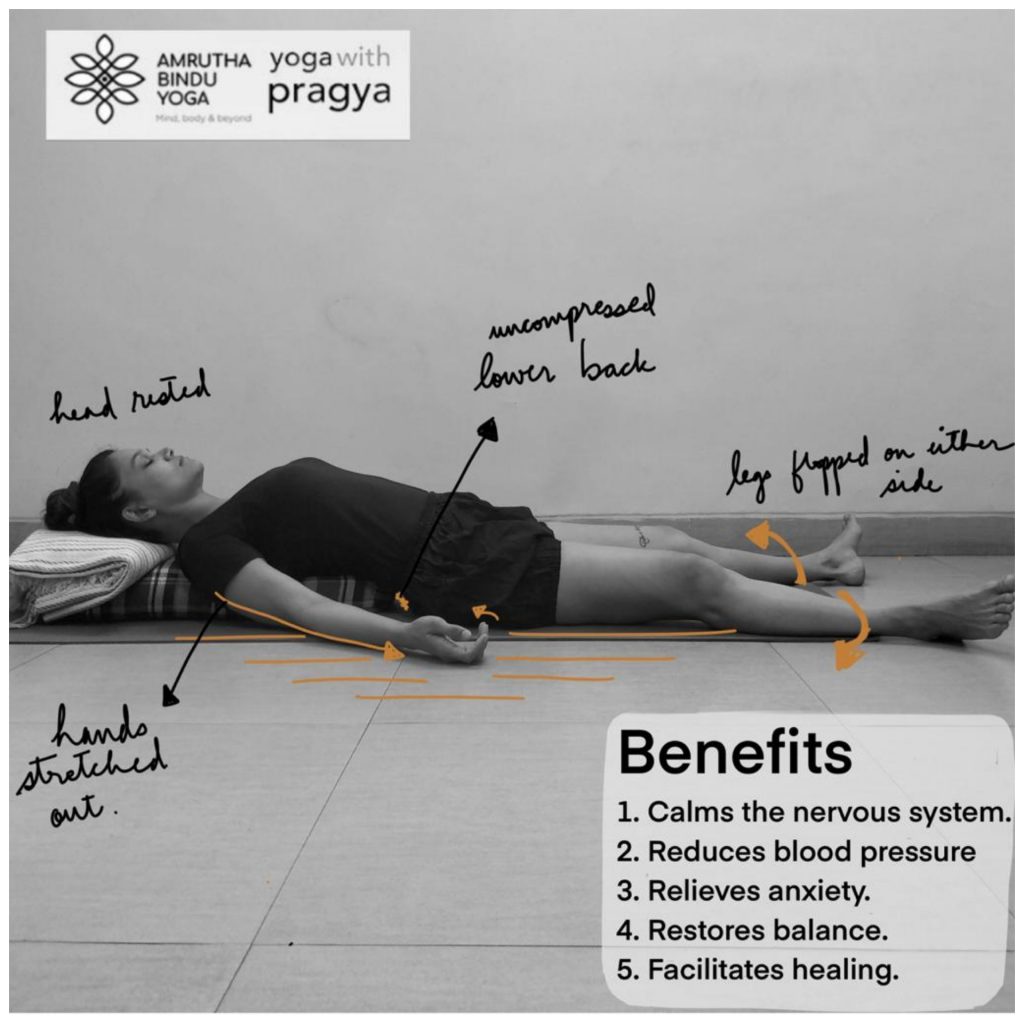 AMRUTHA
BINDU
YOGA
Mind, body & beyond
yoga with
pragya
uncompressed
lower back
head rested
legs flopped on either
side
hands
stretched
out.
Benefits
1. Calms the nervous system.
2. Reduces blood pressure
3. Relieves anxiety.
4. Restores balance.
5. Facilitates healing.